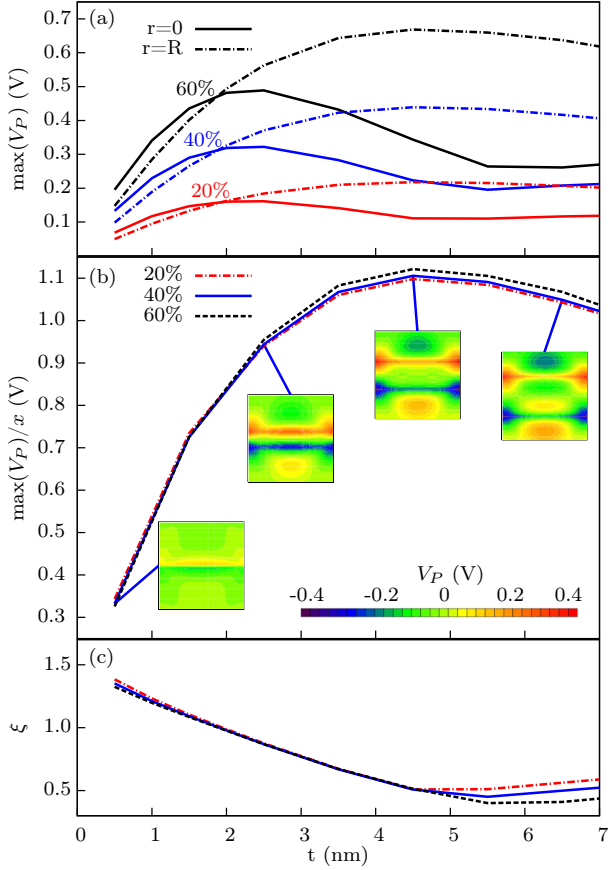 (a)
r=0
r=R
0.7
0.6
0.5
0.4
0.3
0.2
0.1
max(V_P) (V)
60%
40%
20%
(b)
20%
40%
60%
1.1
1.0
0.9
0.8
0.7
0.6
0.5
0.4
0.3
max(V_P)/x (V)
V_P (V)
-0.4 -0.2 0 0.2 0.4
(c)
1.5
1.0
0.5
ξ
0 1 2 3 4 5 6 7
t (nm)